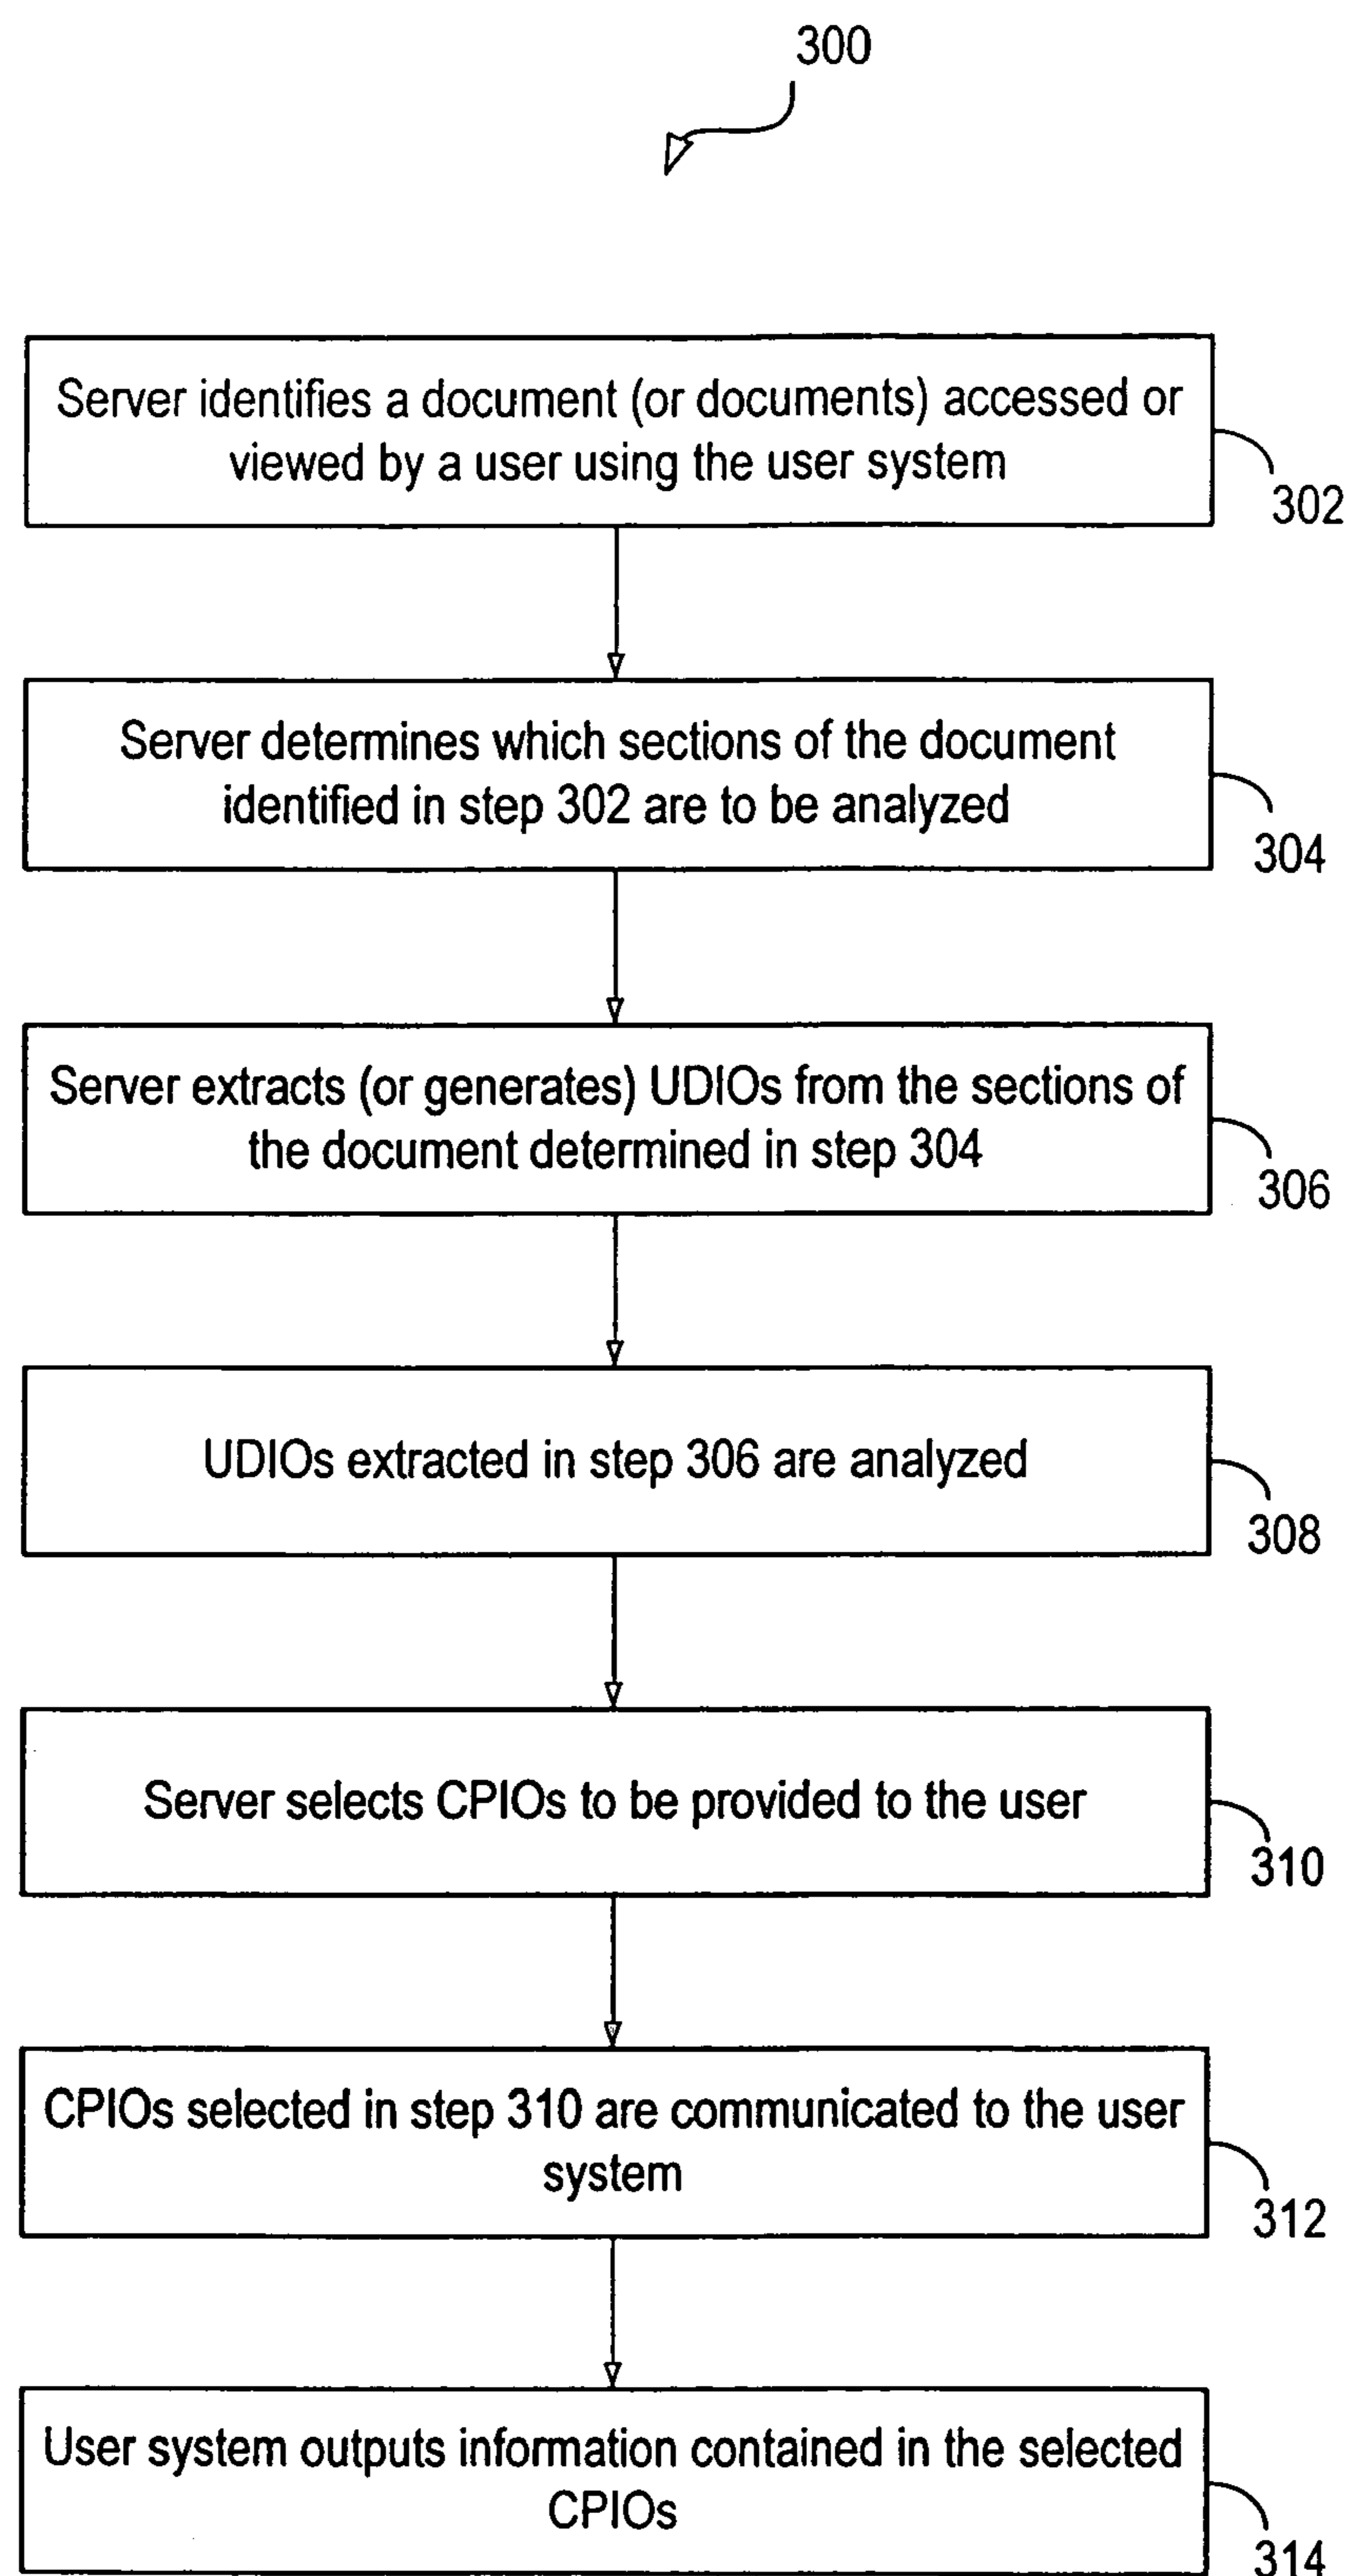 300
Server identifies a document (or documents) accessed or
viewed by a user using the user system
302
Server determines which sections of the document
identified in step 302 are to be analyzed
304
Server extracts (or generates) UDIOs from the sections of
the document determined in step 304
306
UDIOs extracted in step 306 are analyzed
308
Server selects CPIOs to be provided to the user
310
CPIOs selected in step 310 are communicated to the user
system
312
User system outputs information contained in the selected
CPIOs
314